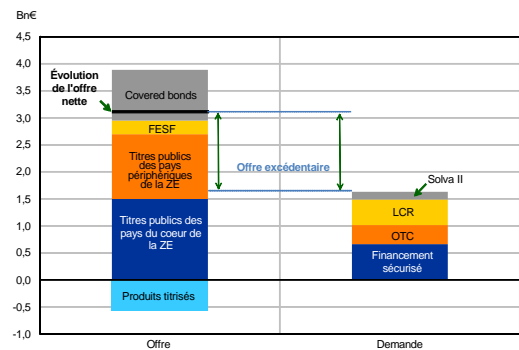 Bn€
4,5
4,0
3,5
3,0
2,5
2,0
1,5
1,0
0,5
0,0
-0,5
-1,0
Évolution
de l'offre
nette
Covered bonds
FESF
Titres publics
des pays
périphériques
de la ZE
Titres publics des
pays du coeur de
la ZE
Produits titrisés
Offre excédentaire
Solva II
LCR
OTC
Financement
sécurisé
Offre
Demande